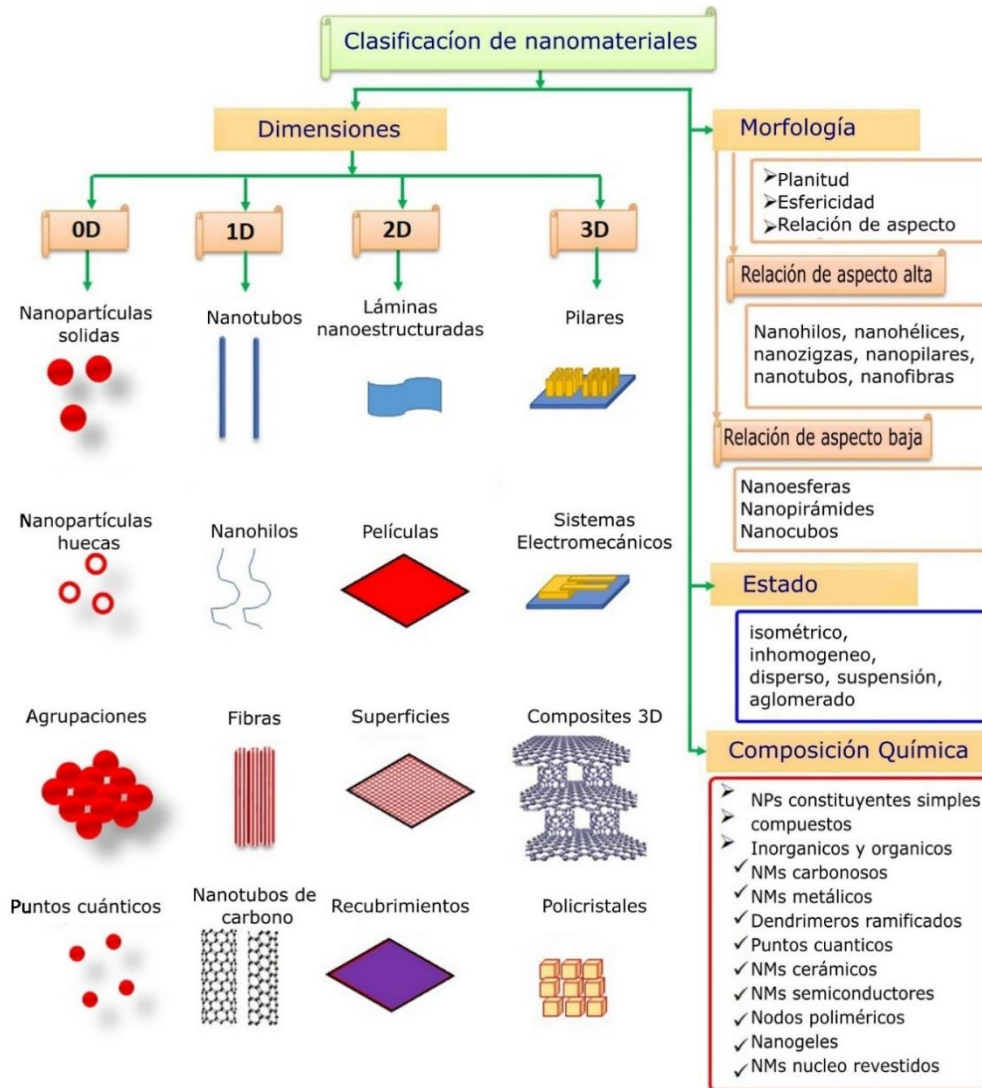 Clasificacíon de nanomateriales
Dimensiones
0D
1D
2D
3D
Nanopartículas
solidas
Nanotubos
Láminas
nanoestructuradas
Pilares
Nanopartículas
huecas
Nanohilos
Películas
Sistemas
Electromecánicos
Agrupaciones
Fibras
Superficies
Composites 3D
Puntos cuánticos
Nanotubos de
carbono
Recubrimientos
Policristales
Morfología
Planitud
Esfericidad
Relación de aspecto
Relación de aspecto alta
Nanohilos, nanohélices,
nanozigzas, nanopilares,
nanotubos, nanofibras
Relación de aspecto baja
Nanoesferas
Nanopirámides
Nanocubos
Estado
isométrico,
inhomogeneo,
disperso, suspensión,
aglomerado
Composición Química
NPs constituyentes simples
compuestos
Inorganicos y organicos
NMs carbonosos
NMs metálicos
Dendrimeros ramificados
Puntos cuanticos
NMs cerámicos
NMs semiconductores
Nodos poliméricos
Nanogeles
NMs nucleo revestidos